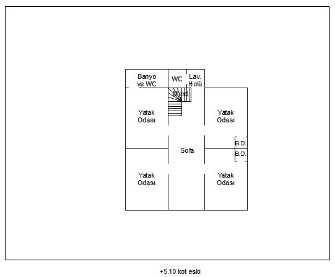 Banyo
ve WC
WC
Lav.
Holü
Yatak
Odası
Yatak
Odası
Sofa
B.D.
B.D.
Yatak
Odası
Yatak
Odası
+5.10 kot eski